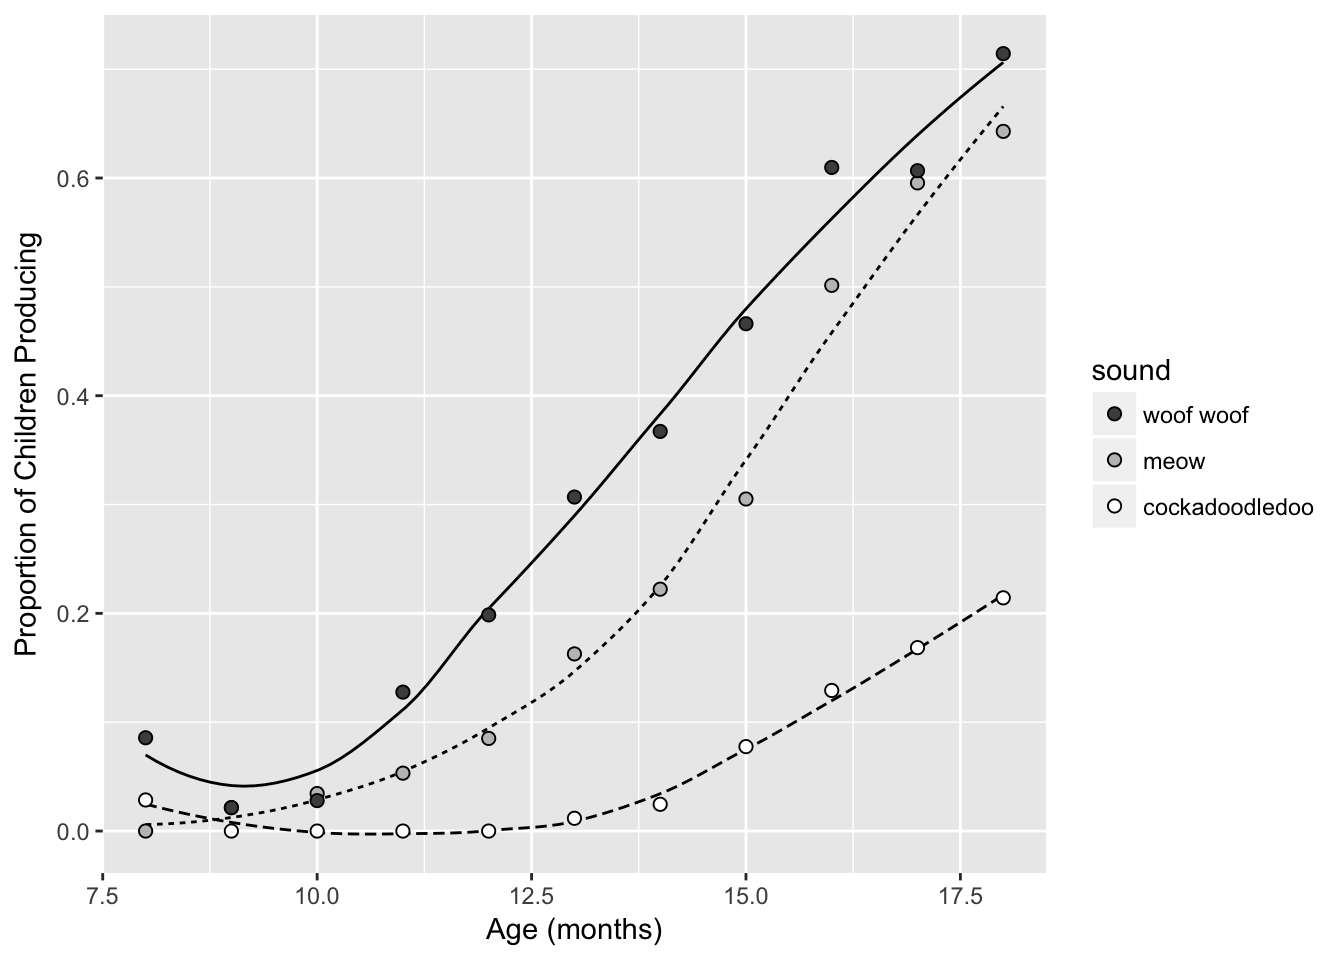 Proportion of Children Producing
0.6
0.4
0.2
0.0
7.5 10.0 12.5 15.0 17.5
Age (months)
sound
woof woof
meow
cockadoodledoo